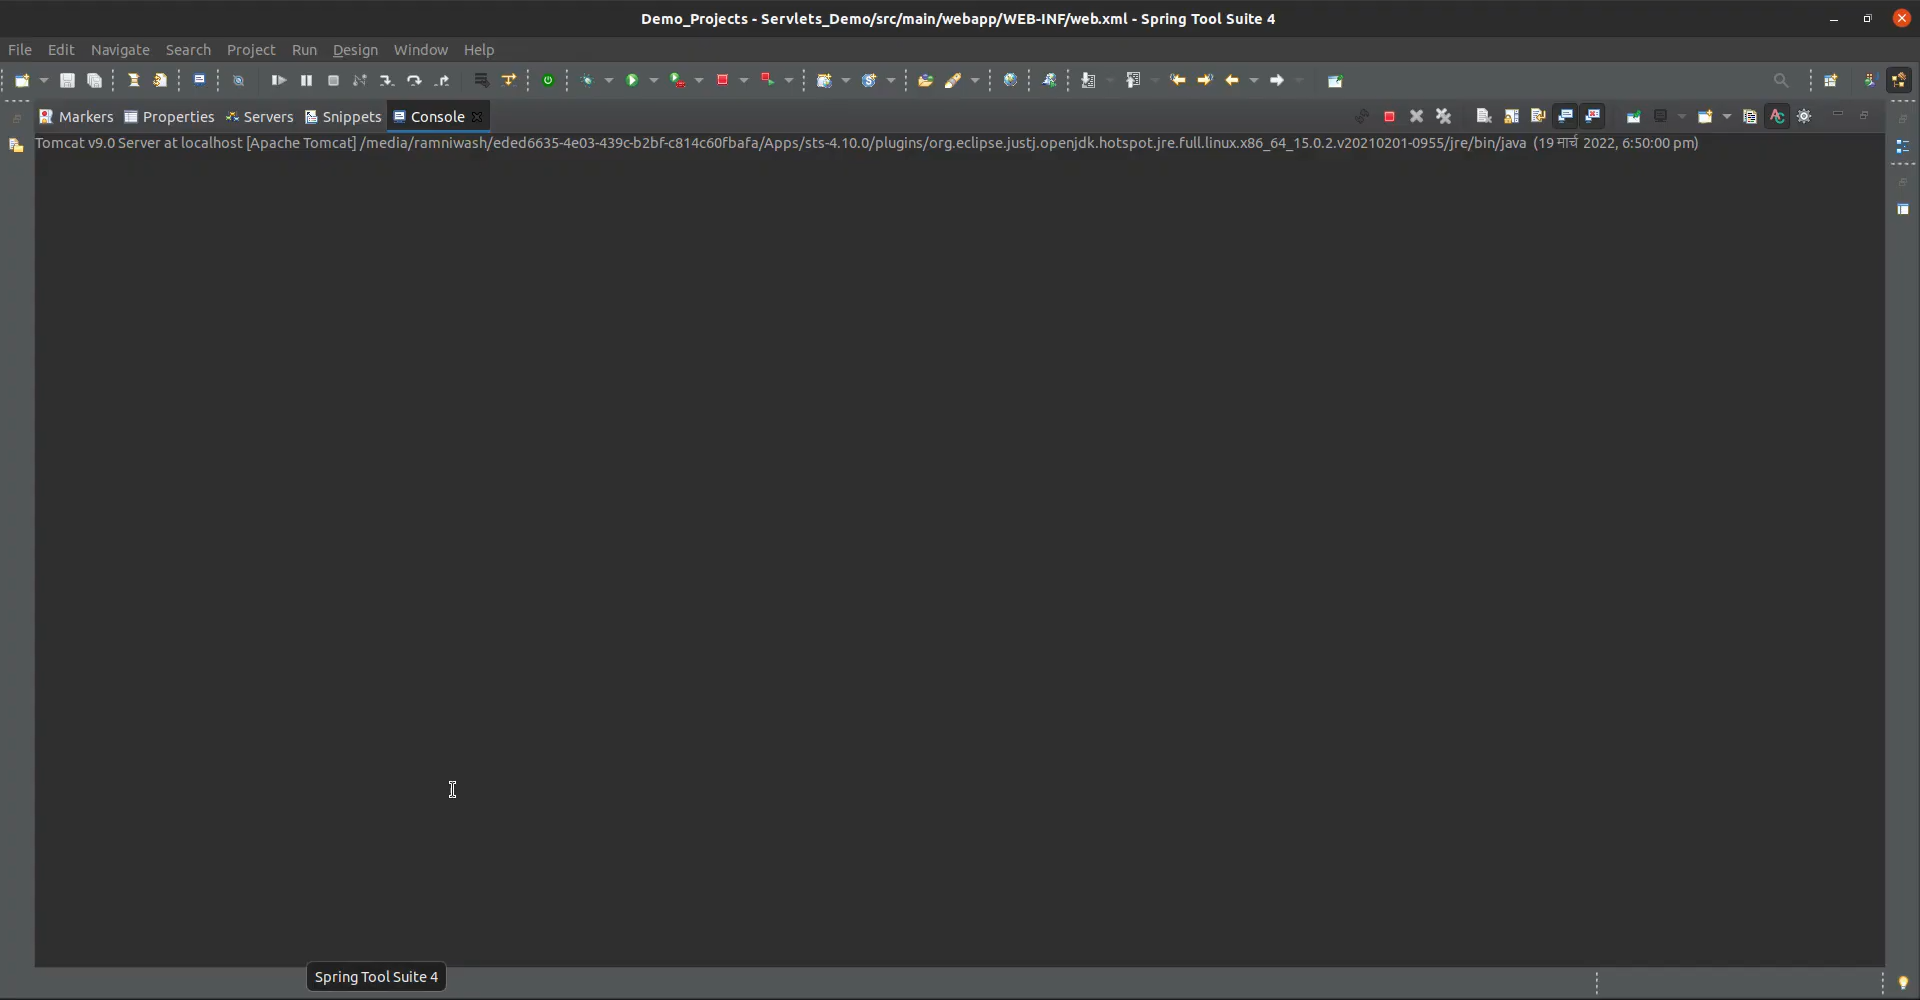 Demo_Projects - Servlets_Demo/src/main/webapp/WEB-INF/web.xml - Spring Tool Suite 4
File Edit Navigate Search Project Run Design Window Help
Markers Properties Servers Snippets Console
Tomcat v9.0 Server at localhost [Apache Tomcat] /media/ramniwash/eded6635-4e03-439c-b2bf-c814c60fbafa/Apps/sts-4.10.0/plugins/org.eclipse.justj.openjdk.hotspot.jre.full.linux.x86_64_15.0.2.v20210201-0955/jre/bin/java (19 मार्च 2022, 6:50:00 pm)
Spring Tool Suite 4